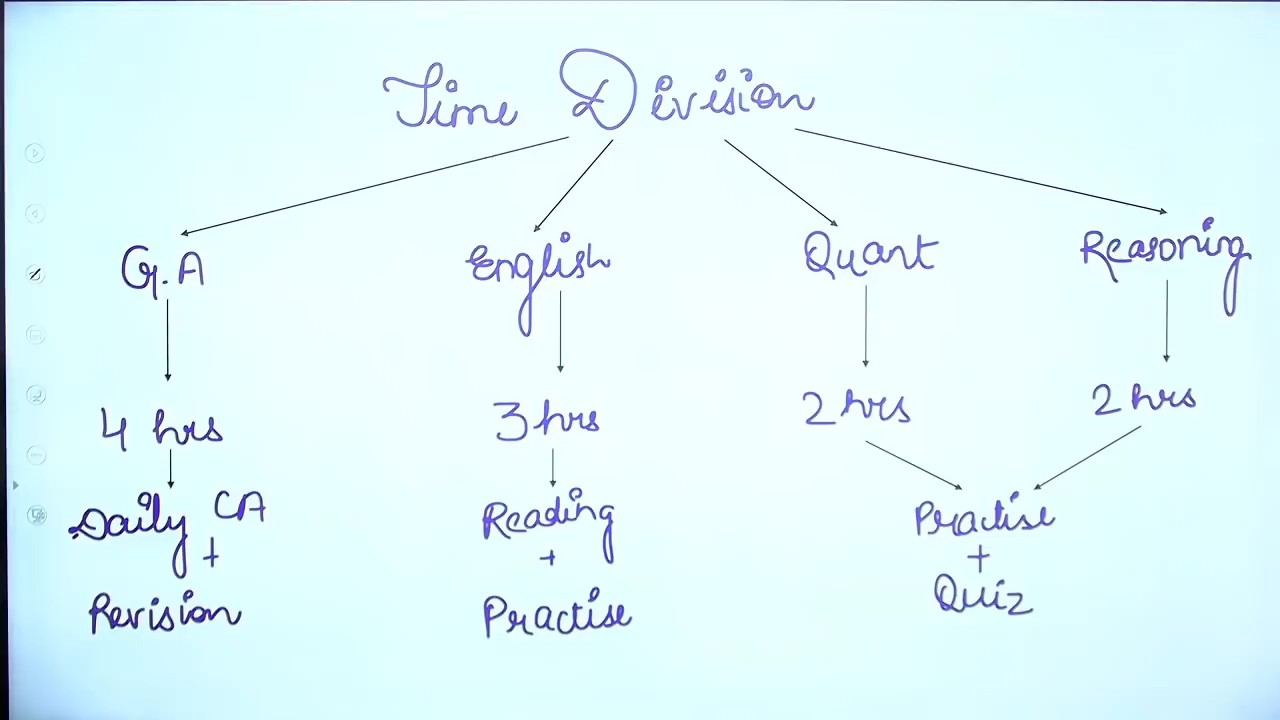 Time Division
G.A
English
Quant
Reasoning
4 hrs
3 hrs
2 hrs
2 hrs
Daily CA
+
Revision
Reading
+
Practise
Practise
+
Quiz